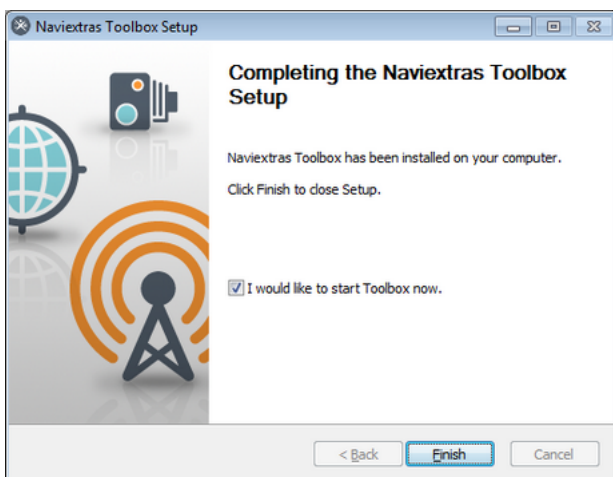 Naviextras Toolbox Setup
Completing the Naviextras Toolbox
Setup
Naviextras Toolbox has been installed on your computer.
Click Finish to close Setup.
I would like to start Toolbox now.
< Back
Finish
Cancel